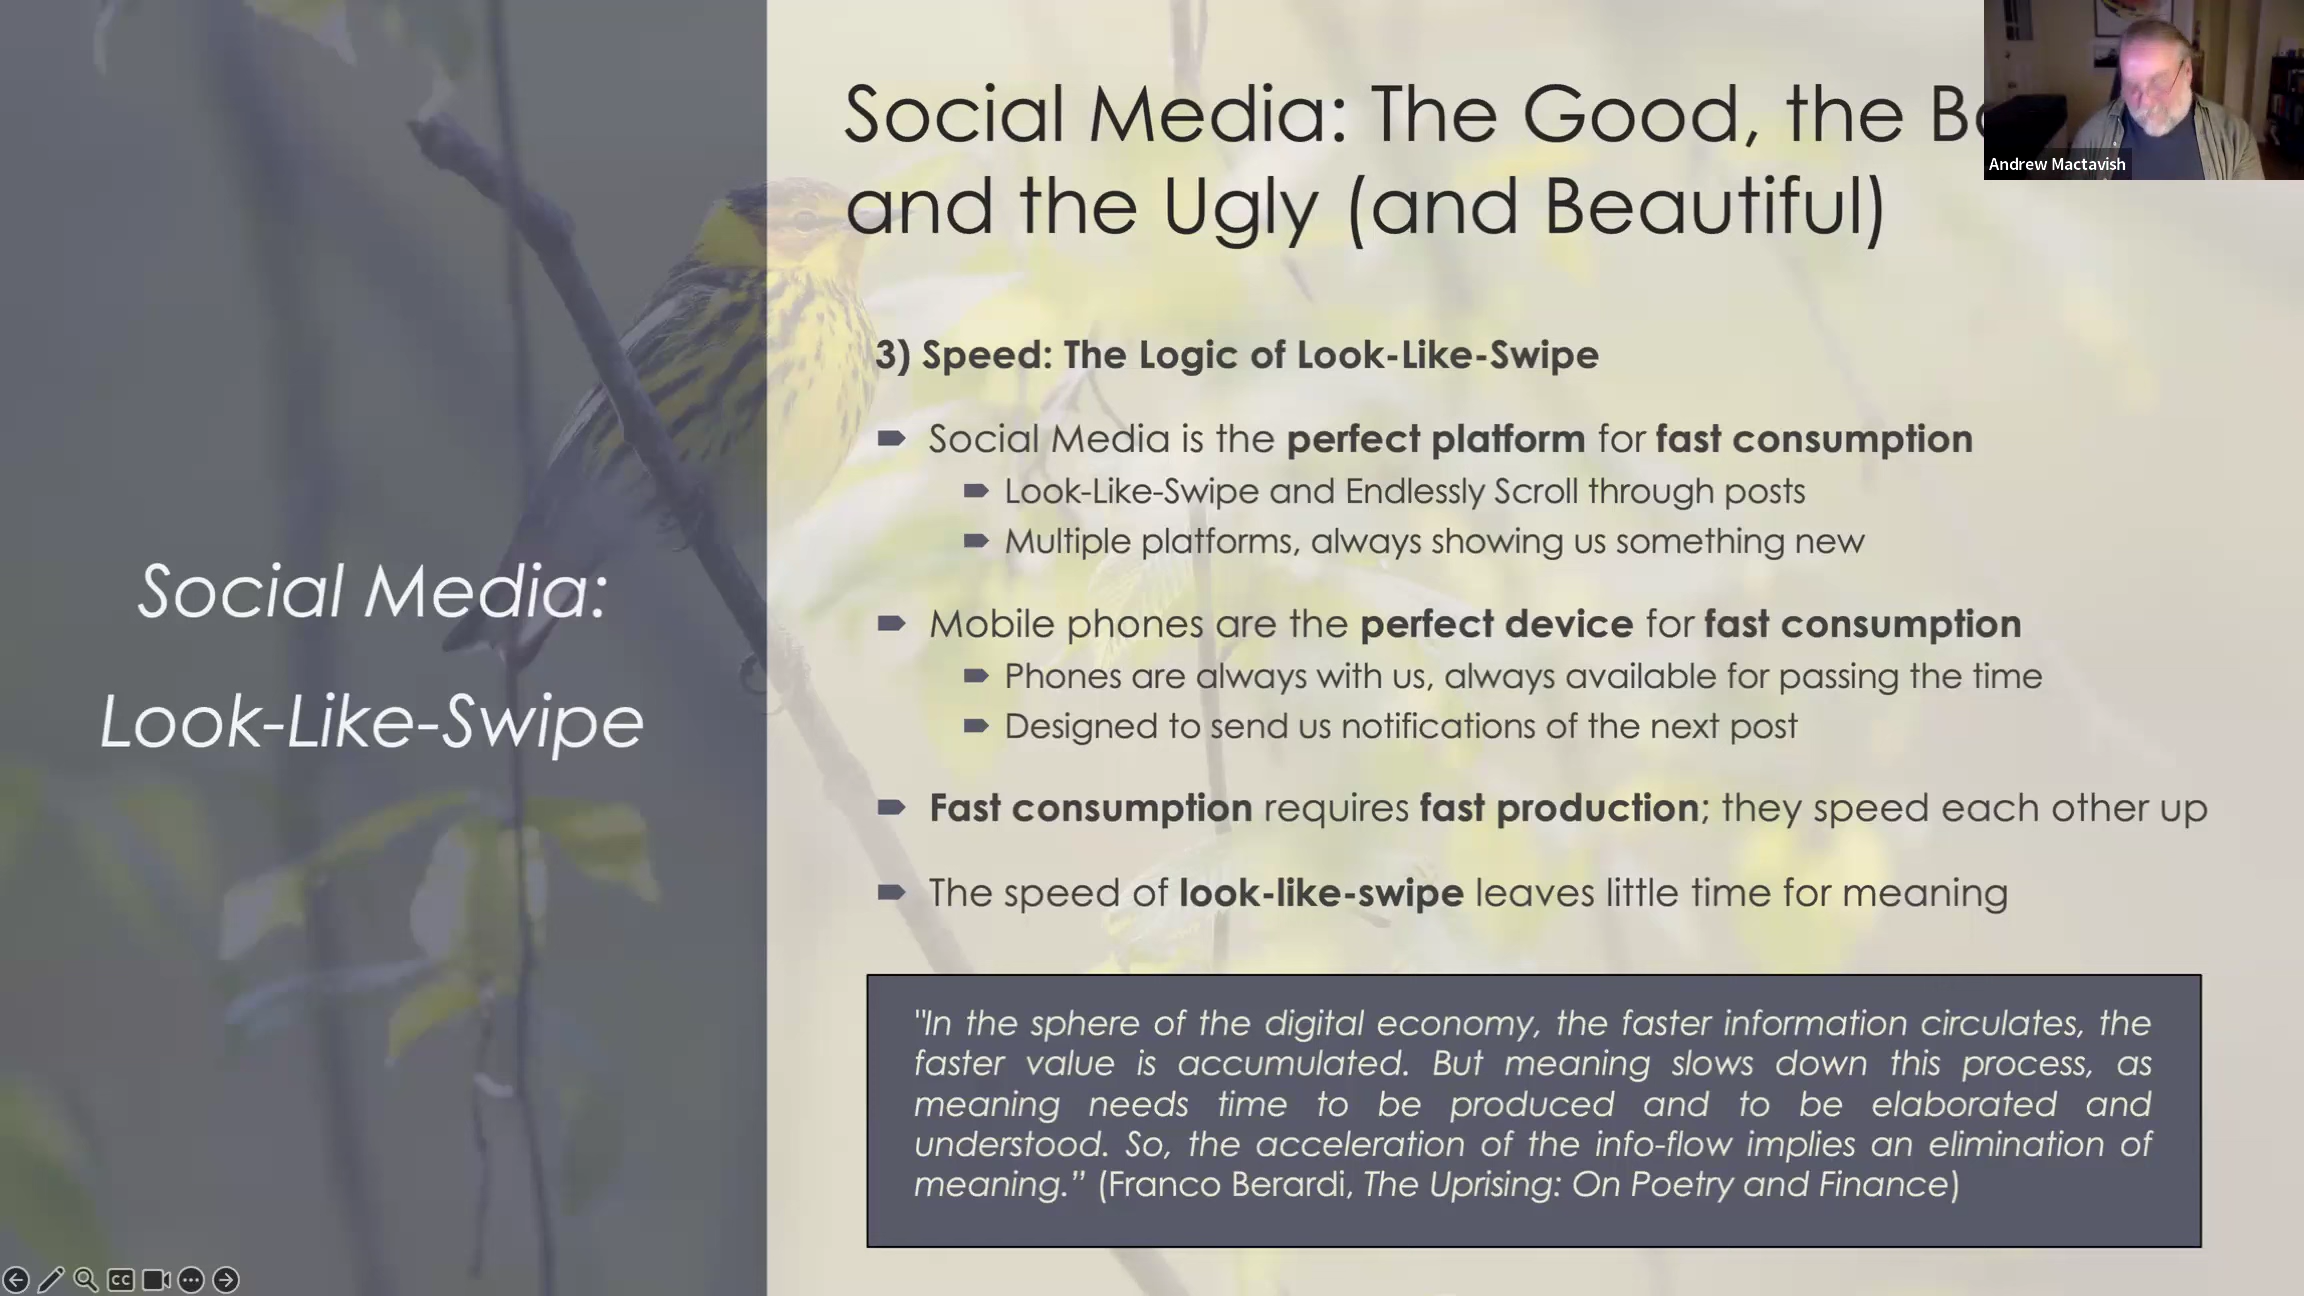 Social Media: The Good, the
and the Ugly (and Beautiful)
Andrew Mactavish
Social Media:
Look-Like-Swipe
3) Speed: The Logic of Look-Like-Swipe
Social Media is the perfect platform for fast consumption
Look-Like-Swipe and Endlessly Scroll through posts
Multiple platforms, always showing us something new
Mobile phones are the perfect device for fast consumption
Phones are always with us, always available for passing the time
Designed to send us notifications of the next post
Fast consumption requires fast production; they speed each other up
The speed of look-like-swipe leaves little time for meaning
"In the sphere of the digital economy, the faster information circulates, the
faster value is accumulated. But meaning slows down this process, as
meaning needs time to be produced and to be elaborated and
understood. So, the acceleration of the info-flow implies an elimination of
meaning.” (Franco Berardi, The Uprising: On Poetry and Finance)
CC